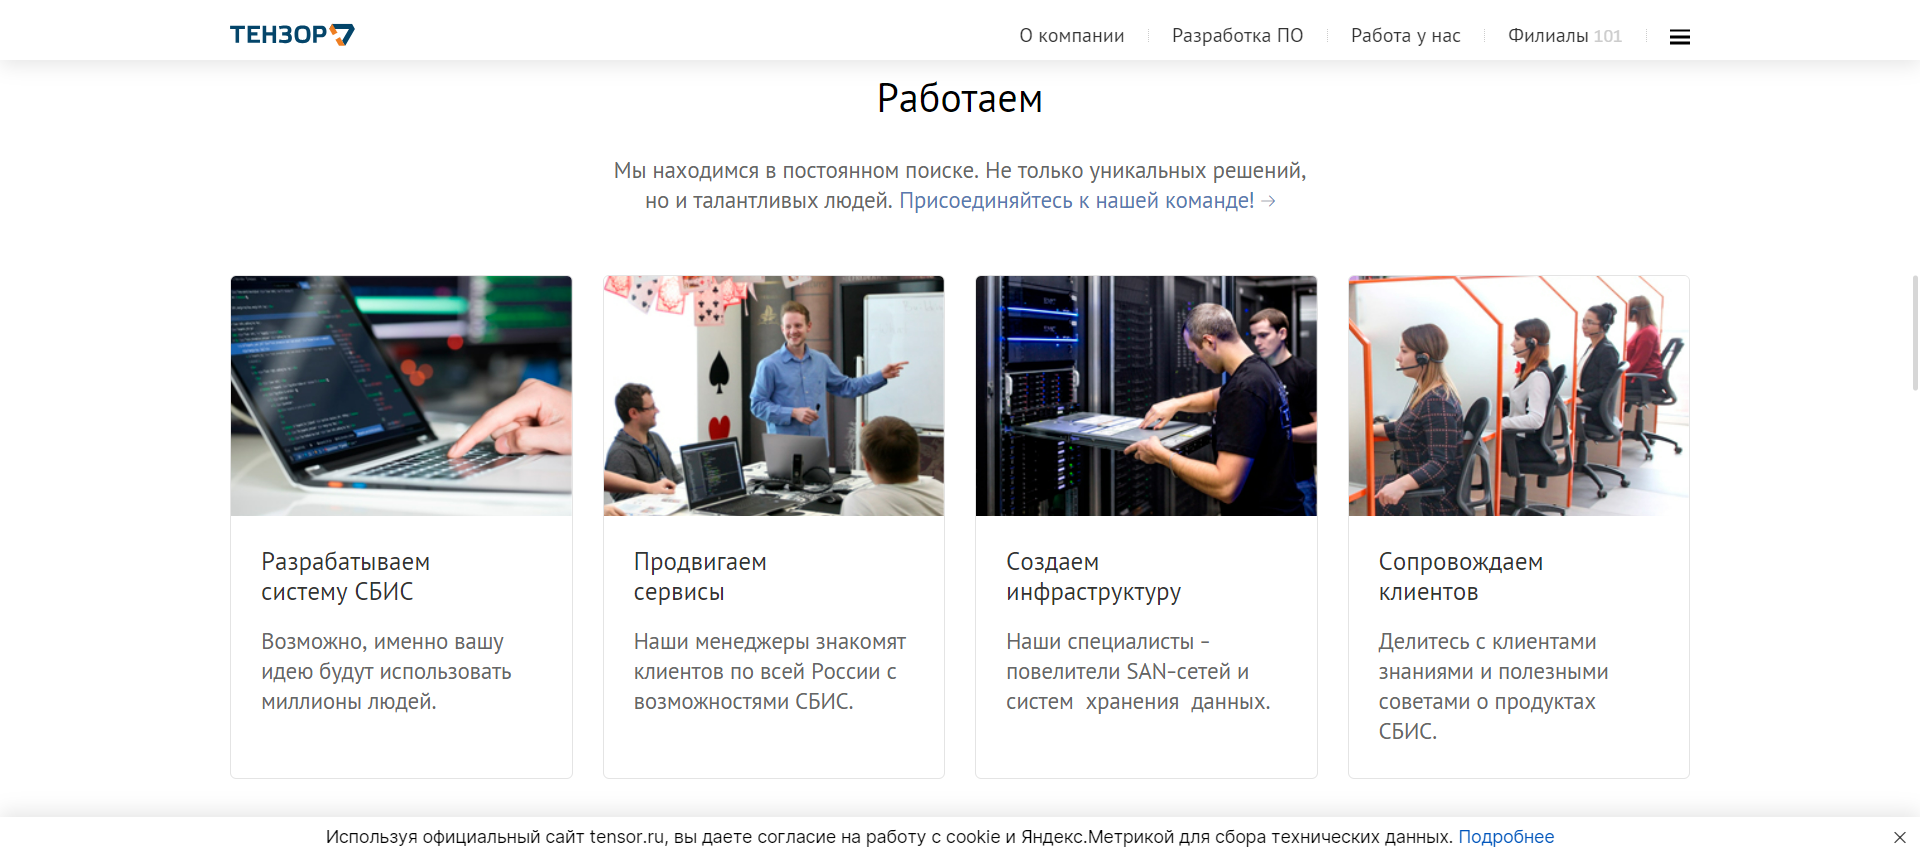 ТЕНЗОР
О компании
Разработка ПО
Работа у нас
Филиалы 101
Работаем
Мы находимся в постоянном поиске. Не только уникальных решений,
но и талантливых людей. Присоединяйтесь к нашей команде! →
Разрабатываем
систему СБИС
Возможно, именно вашу
идею будут использовать
миллионы людей.
Продвигаем
сервисы
Наши менеджеры знакомят
клиентов по всей России с
возможностями СБИС.
Создаем
инфраструктуру
Наши специалисты -
повелители SAN-сетей и
систем хранения данных.
Сопровождаем
клиентов
Делитесь с клиентами
знаниями и полезными
советами о продуктах
СБИС.
Используя официальный сайт tensor.ru, вы даете согласие на работу с cookie и Яндекс.Метрикой для сбора технических данных. Подробнее